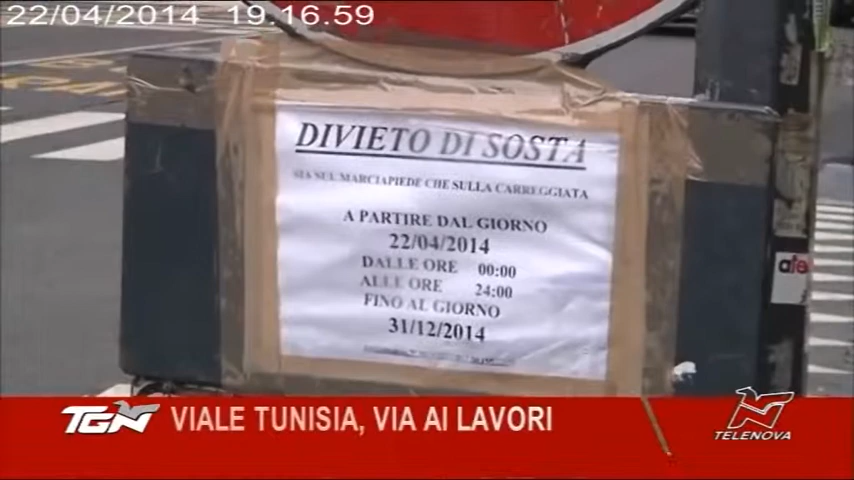 22/04/2014 19.16.59
DIVIETO DI SOSTA
SIA SUL MARCIAPIEDE CHE SULLA CARREGGIATA
A PARTIRE DAL GIORNO
22/04/2014
DALLE ORE 00:00
ALLE ORE 24:00
FINO AL GIORNO
31/12/2014
TGN VIALE TUNISIA, VIA AI LAVORI
TELENOVA